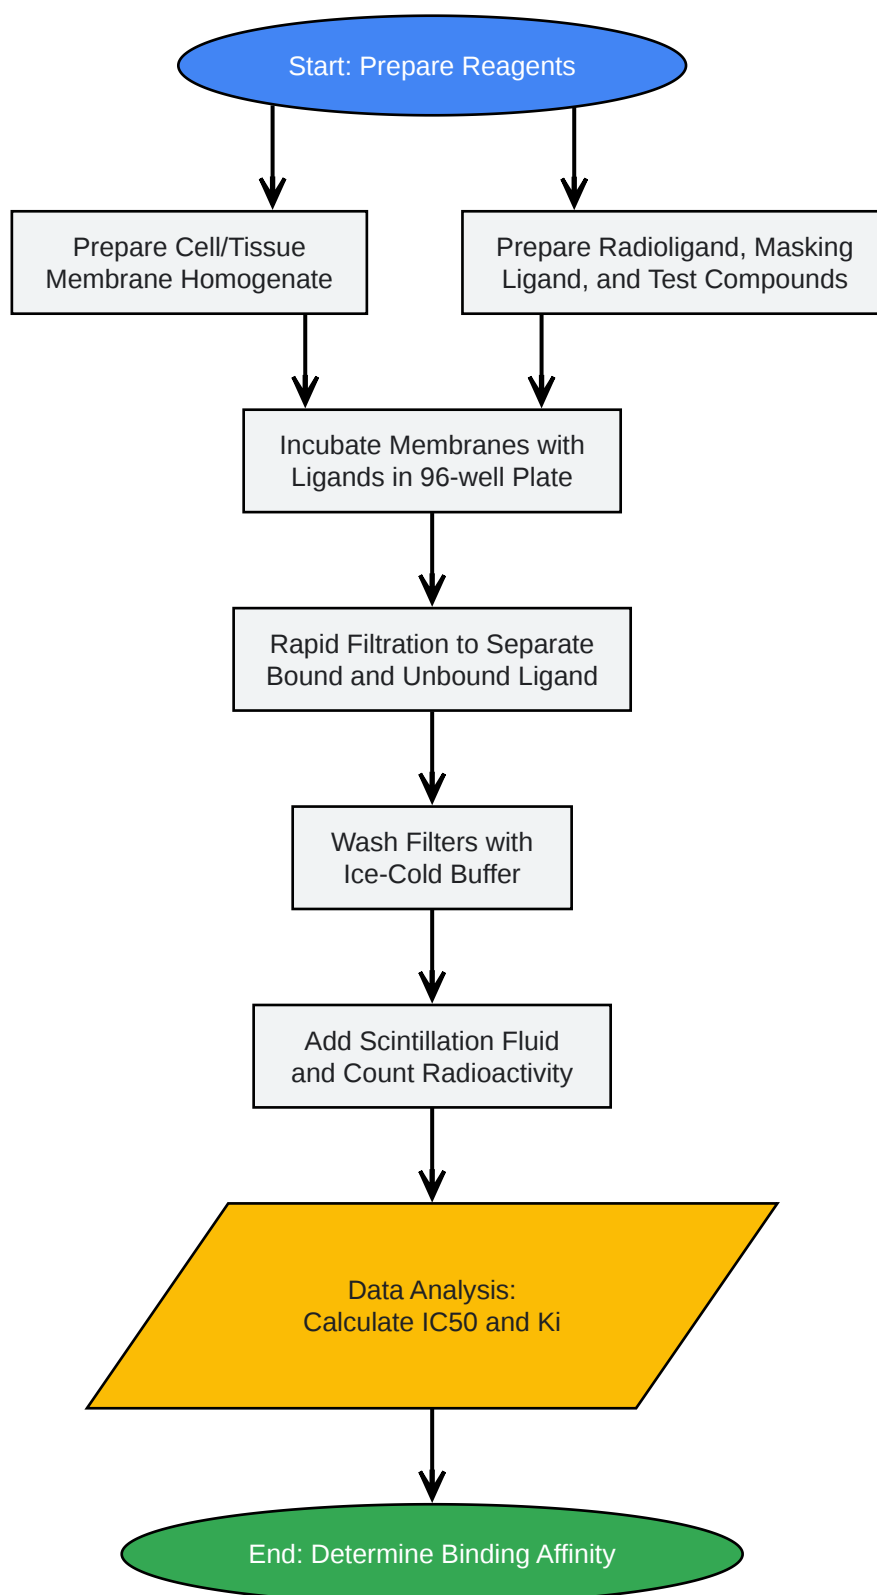 Start: Prepare Reagents
Prepare Cell/Tissue
Membrane Homogenate
Prepare Radioligand, Masking
Ligand, and Test Compounds
Incubate Membranes with
Ligands in 96-well Plate
Rapid Filtration to Separate
Bound and Unbound Ligand
Wash Filters with
Ice-Cold Buffer
Add Scintillation Fluid
and Count Radioactivity
Data Analysis:
Calculate IC50 and Ki
End: Determine Binding Affinity